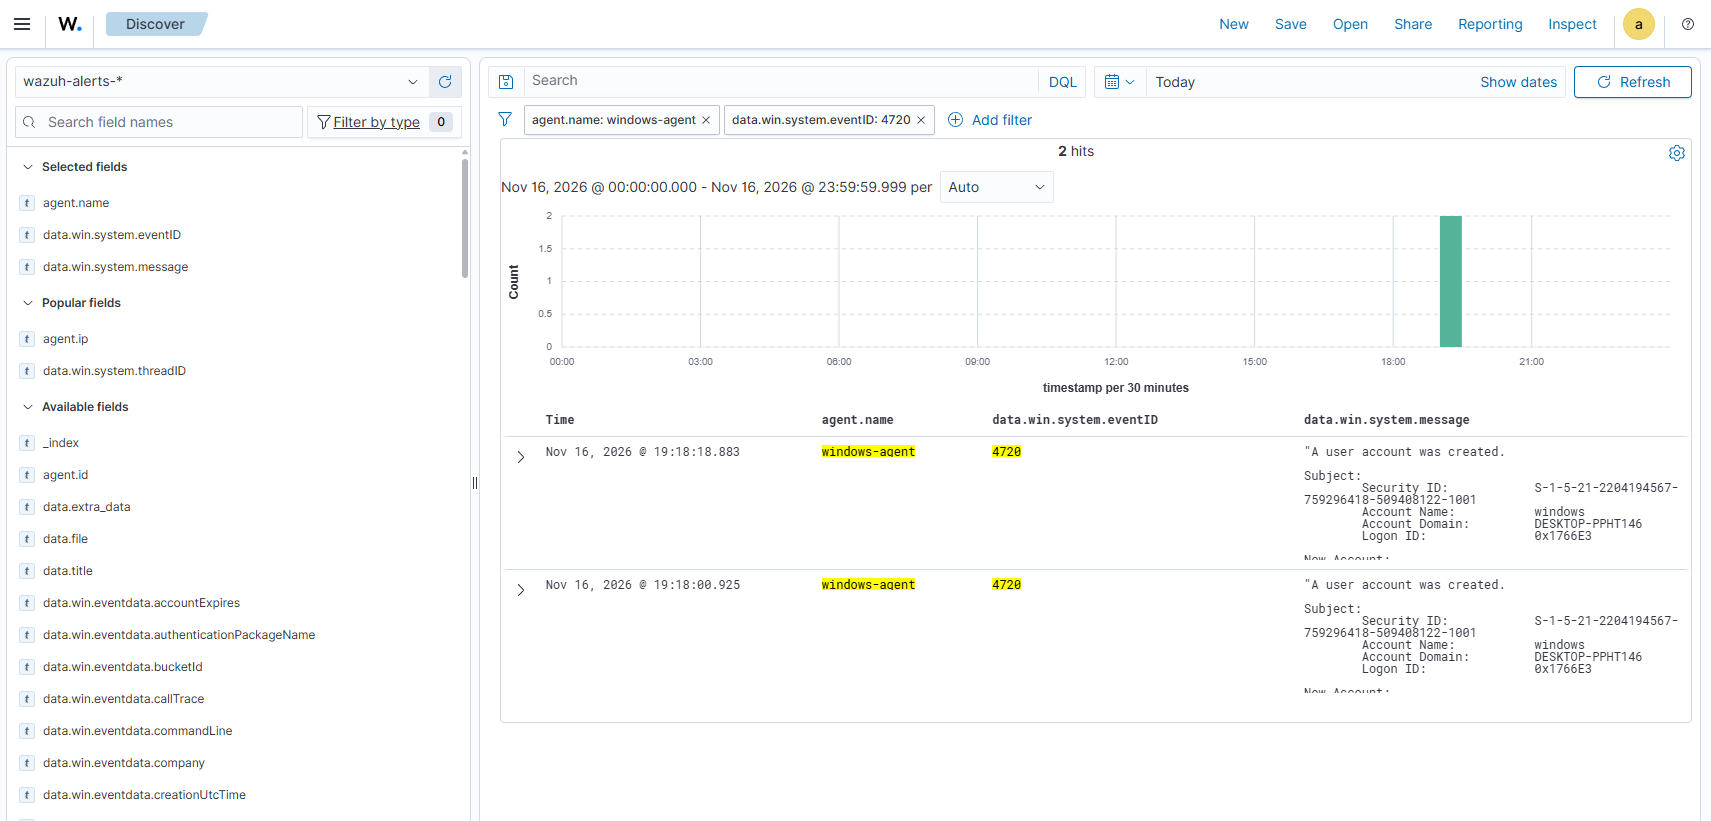 W.
Discover
New
Save
Open
Share
Reporting
Inspect
a
wazuh-alerts-*
Search field names
Filter by type
0
Selected fields
t agent.name
t data.win.system.eventID
t data.win.system.message
Popular fields
t agent.ip
t data.win.system.threadID
Available fields
t _index
t agent.id
t data.extra_data
t data.file
t data.title
t data.win.eventdata.accountExpires
t data.win.eventdata.authenticationPackageName
t data.win.eventdata.bucketId
t data.win.eventdata.callTrace
t data.win.eventdata.commandLine
t data.win.eventdata.company
t data.win.eventdata.creationUtcTime
Search
DQL
Today
Show dates
Refresh
agent.name: windows-agent ×
data.win.system.eventID: 4720 ×
Add filter
2 hits
Nov 16, 2026 @ 00:00:00.000 - Nov 16, 2026 @ 23:59:59.999 per
Auto
Count
2
1.5
1
0.5
0
00:00 03:00 06:00 09:00 12:00 15:00 18:00 21:00
timestamp per 30 minutes
Time agent.name data.win.system.eventID data.win.system.message
Nov 16, 2026 @ 19:18:18.883 windows-agent 4720 "A user account was created.
Subject:
Security ID: S-1-5-21-2204194567-
759296418-509408122-1001
Account Name: windows
Account Domain: DESKTOP-PPHT146
Logon ID: 0x1766E3
New Account:
Nov 16, 2026 @ 19:18:00.925 windows-agent 4720 "A user account was created.
Subject:
Security ID: S-1-5-21-2204194567-
759296418-509408122-1001
Account Name: windows
Account Domain: DESKTOP-PPHT146
Logon ID: 0x1766E3
New Account: